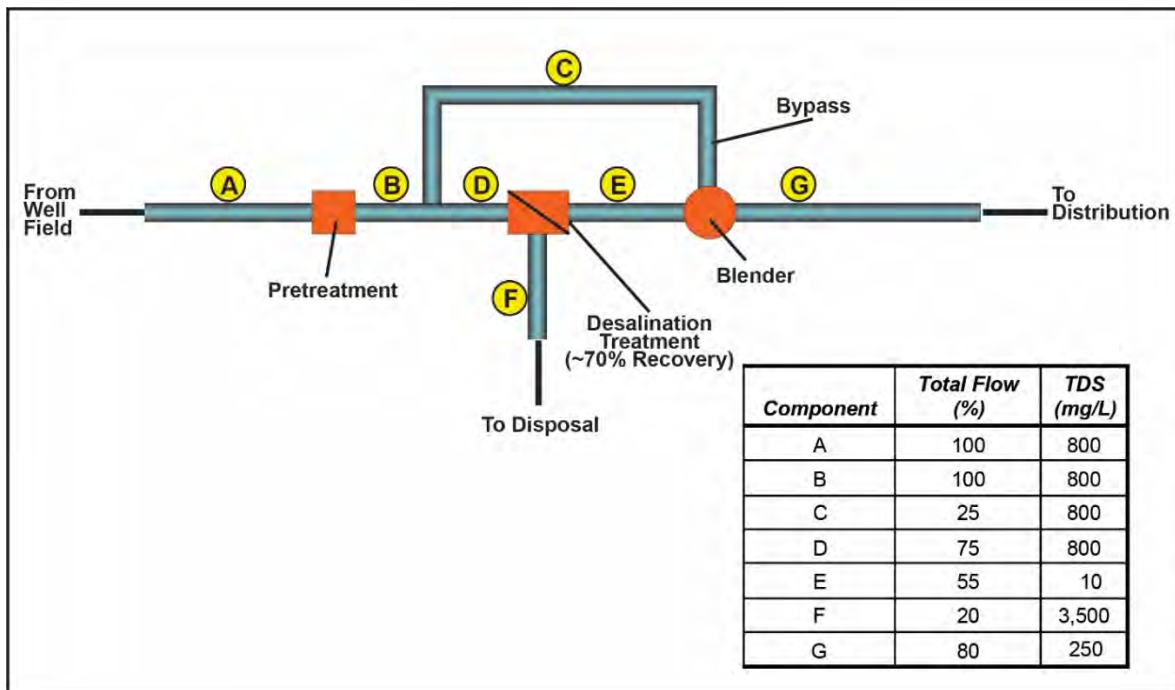 C
Bypass
From
Well
Field
A
B
D
E
G
To
Distribution
Pretreatment
F
Blender
Desalination
Treatment
(~70% Recovery)
To Disposal
Component Total Flow (%) TDS (mg/L)
A 100 800
B 100 800
C 25 800
D 75 800
E 55 10
F 20 3,500
G 80 250